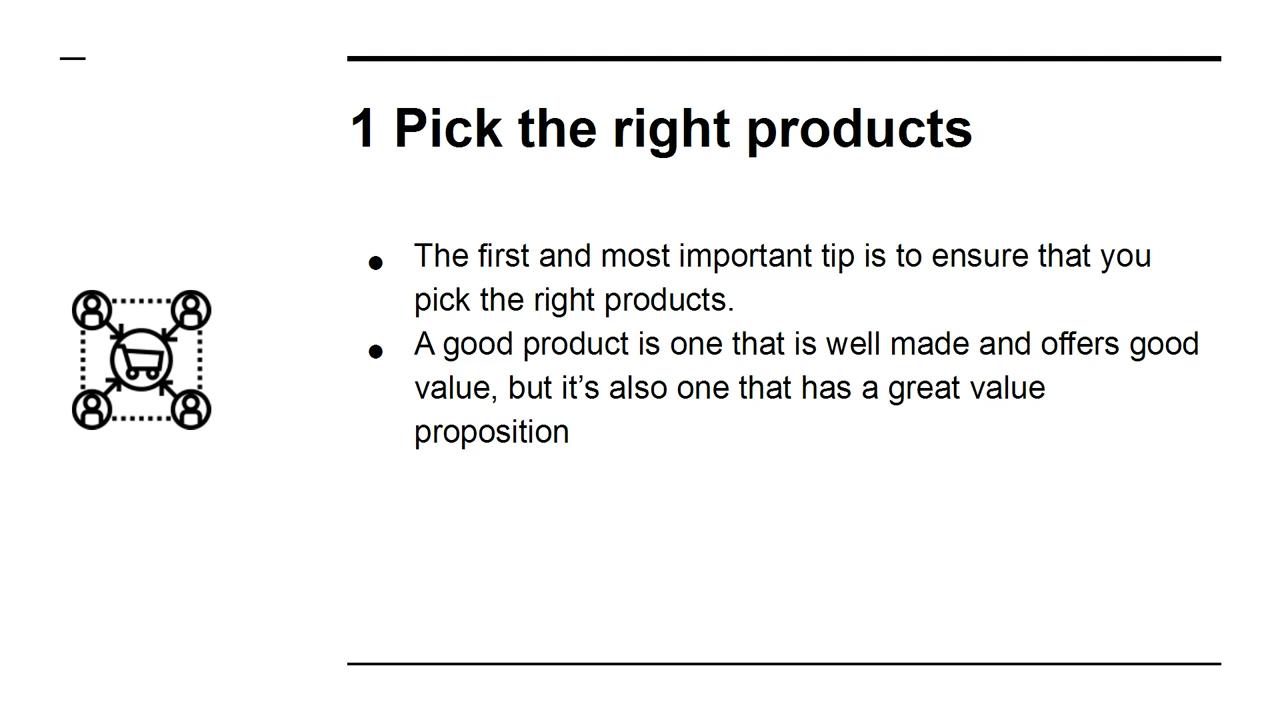 1 Pick the right products
● The first and most important tip is to ensure that you
pick the right products.
● A good product is one that is well made and offers good
value, but it’s also one that has a great value
proposition